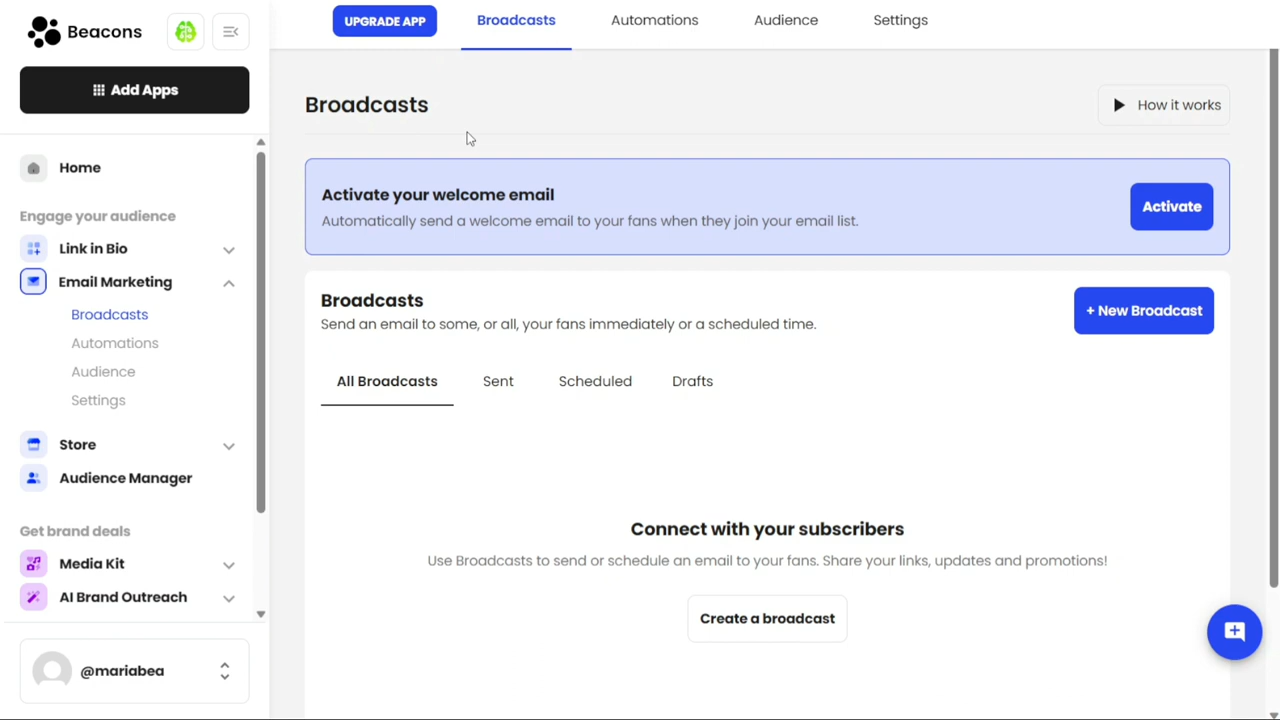 Beacons
Add Apps
Home
Engage your audience
Link in Bio
Email Marketing
Broadcasts
Automations
Audience
Settings
Store
Audience Manager
Get brand deals
Media Kit
AI Brand Outreach
@mariabea
UPGRADE APP
Broadcasts
Automations
Audience
Settings
Broadcasts
How it works
Activate your welcome email
Automatically send a welcome email to your fans when they join your email list.
Activate
Broadcasts
Send an email to some, or all, your fans immediately or a scheduled time.
+ New Broadcast
All Broadcasts
Sent
Scheduled
Drafts
Connect with your subscribers
Use Broadcasts to send or schedule an email to your fans. Share your links, updates and promotions!
Create a broadcast